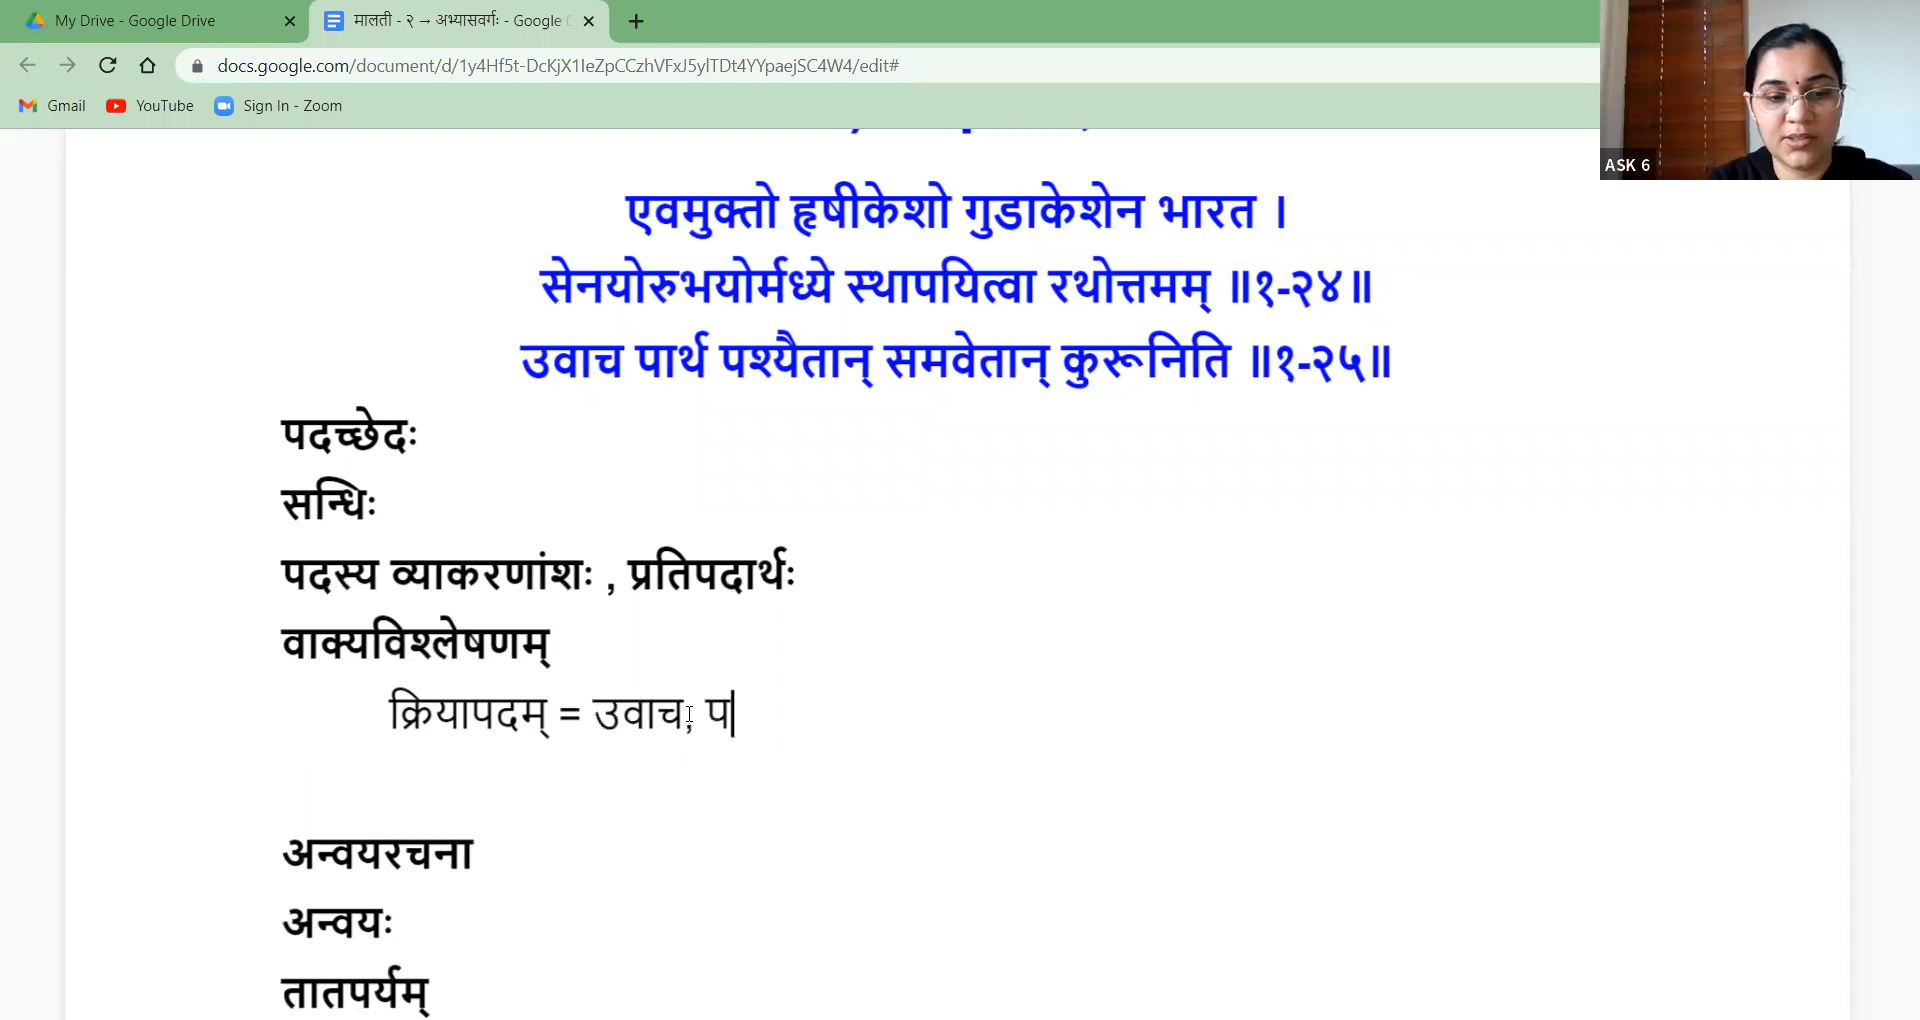 My Drive - Google Drive
मालती - २ → अभ्यासवर्गः - Google
docs.google.com/document/d/1y4Hf5t-DcKjX1IeZpCCzhVFxJ5ylTDt4YYpaejSC4W4/edit#
Gmail YouTube Sign In - Zoom
ASK 6
एवमुक्तो हृषीकेशो गुडाकेशेन भारत ।
सेनयोरुभयोर्मध्ये स्थापयित्वा रथोत्तमम् ॥१-२४॥
उवाच पार्थ पश्यैतान् समवेतान् कुरूनिति ॥१-२५॥
पदच्छेदः
सन्धिः
पदस्य व्याकरणांशः , प्रतिपदार्थः
वाक्यविश्लेषणम्
क्रियापदम् = उवाच, प
अन्वयरचना
अन्वयः
तातपर्यम्